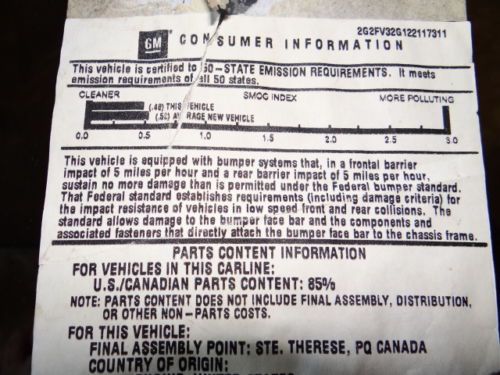 2G2FV32G122117311
GM CONSUMER INFORMATION
This vehicle is certified to 50-STATE EMISSION REQUIREMENTS. It meets
emission requirements of all 50 states.
CLEANER SMOG INDEX MORE POLLUTING
(.48) THIS VEHICLE
(.52) AVERAGE NEW VEHICLE
0.0 0.5 1.0 1.5 2.0 2.5 3.0
This vehicle is equipped with bumper systems that, in a frontal barrier
impact of 5 miles per hour and a rear barrier impact of 5 miles per hour,
sustain no more damage than is permitted under the Federal bumper standard.
That Federal standard establishes requirements (including damage criteria) for
the impact resistance of vehicles in low speed front and rear collisions. The
standard allows damage to the bumper face bar and the components and
associated fasteners that directly attach the bumper face bar to the chassis frame.
PARTS CONTENT INFORMATION
FOR VEHICLES IN THIS CARLINE:
U.S./CANADIAN PARTS CONTENT: 85%
NOTE: PARTS CONTENT DOES NOT INCLUDE FINAL ASSEMBLY, DISTRIBUTION,
OR OTHER NON-PARTS COSTS.
FOR THIS VEHICLE:
FINAL ASSEMBLY POINT: STE. THERESE, PQ CANADA
COUNTRY OF ORIGIN: